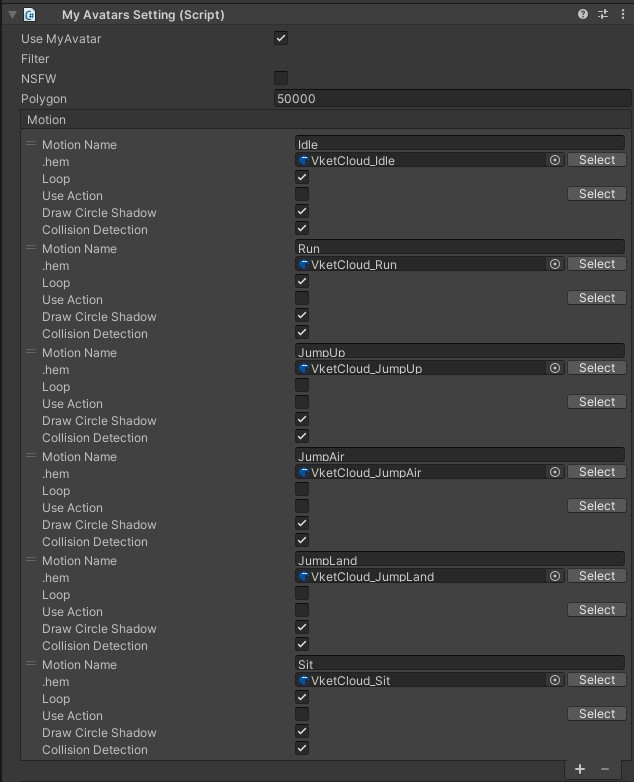 My Avatars Setting (Script)
Use MyAvatar
Filter
NSFW
Polygon 50000
Motion
Motion Name Idle
.hem VketCloud_Idle Select
Loop
Use Action Select
Draw Circle Shadow
Collision Detection
Motion Name Run
.hem VketCloud_Run Select
Loop
Use Action Select
Draw Circle Shadow
Collision Detection
Motion Name JumpUp
.hem VketCloud_JumpUp Select
Loop
Use Action Select
Draw Circle Shadow
Collision Detection
Motion Name JumpAir
.hem VketCloud_JumpAir Select
Loop
Use Action Select
Draw Circle Shadow
Collision Detection
Motion Name JumpLand
.hem VketCloud_JumpLand Select
Loop
Use Action Select
Draw Circle Shadow
Collision Detection
Motion Name Sit
.hem VketCloud_Sit Select
Loop
Use Action Select
Draw Circle Shadow
Collision Detection